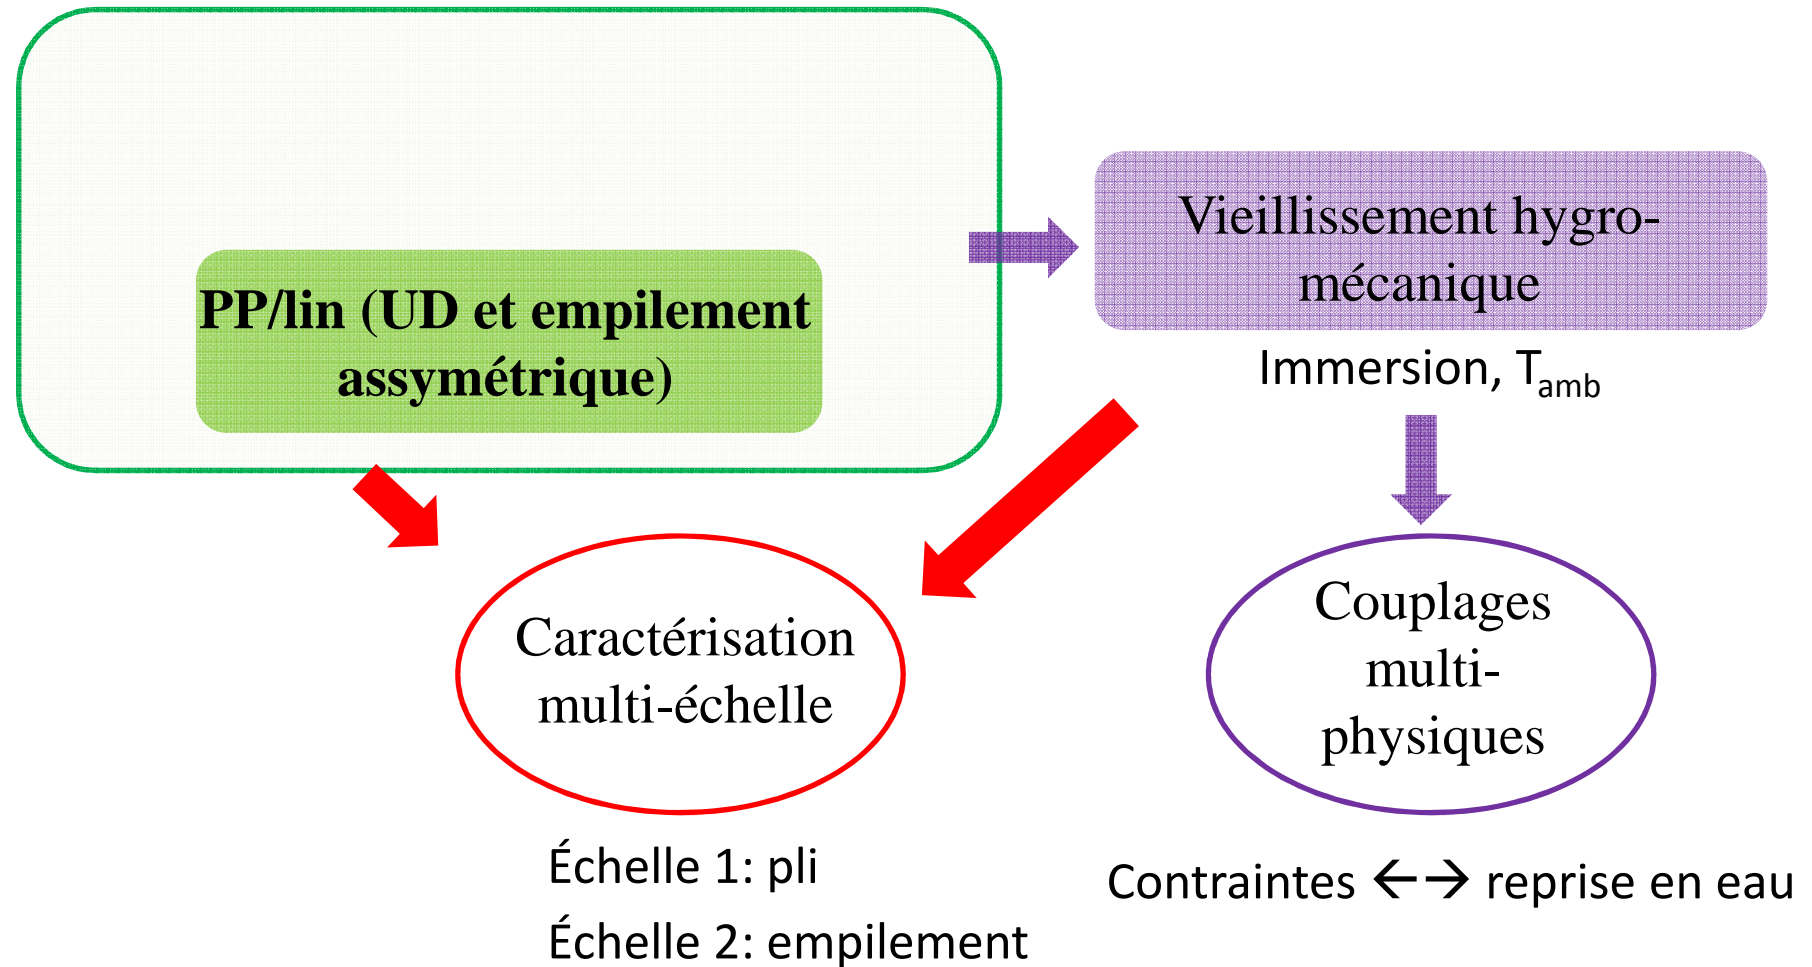 PP/lin (UD et empilement
assymétrique)
Vieillissement hygro-
mécanique
Immersion, Tamb
Caractérisation
multi-échelle
Échelle 1: pli
Échelle 2: empilement
Couplages
multi-
physiques
Contraintes ←→ reprise en eau